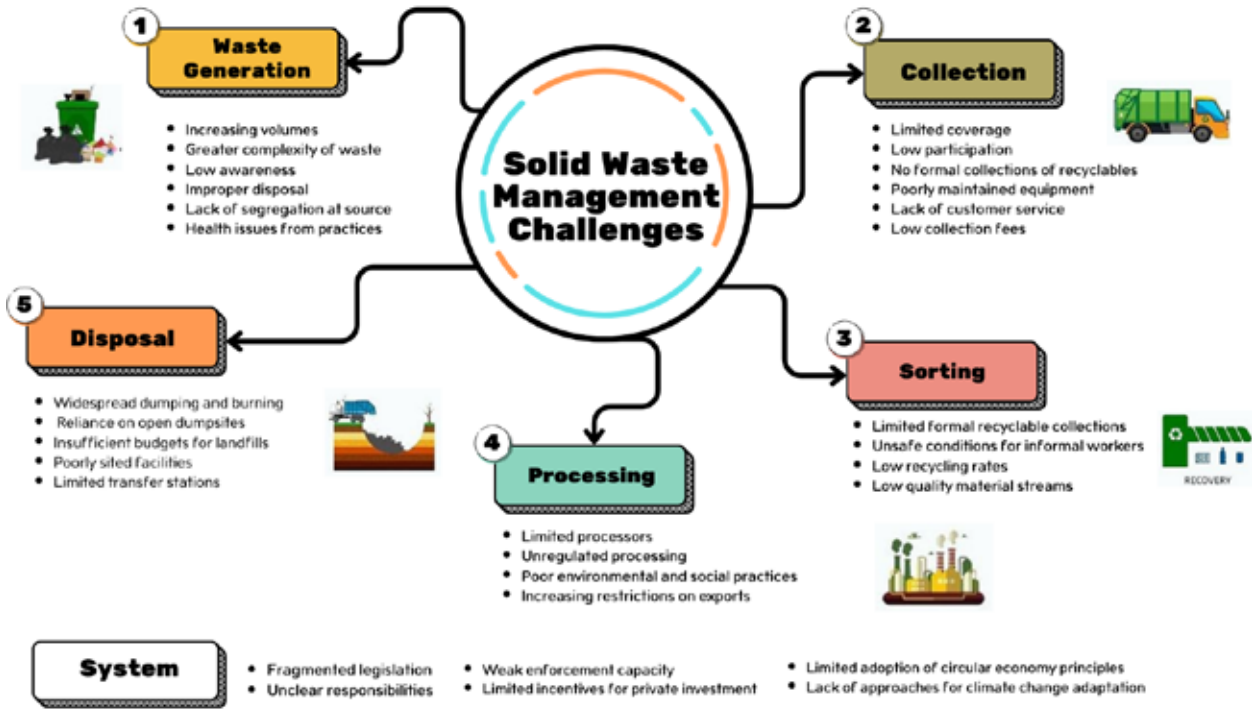 Solid Waste
Management
Challenges
1
Waste
Generation
Increasing volumes
Greater complexity of waste
Low awareness
Improper disposal
Lack of segregation at source
Health issues from practices
2
Collection
Limited coverage
Low participation
No formal collections of recyclables
Poorly maintained equipment
Lack of customer service
Low collection fees
3
Sorting
Limited formal recyclable collections
Unsafe conditions for informal workers
Low recycling rates
Low quality material streams
RECOVERY
4
Processing
Limited processors
Unregulated processing
Poor environmental and social practices
Increasing restrictions on exports
5
Disposal
Widespread dumping and burning
Reliance on open dumpsites
Insufficient budgets for landfills
Poorly sited facilities
Limited transfer stations
System
Fragmented legislation
Unclear responsibilities
Weak enforcement capacity
Limited incentives for private investment
Limited adoption of circular economy principles
Lack of approaches for climate change adaptation